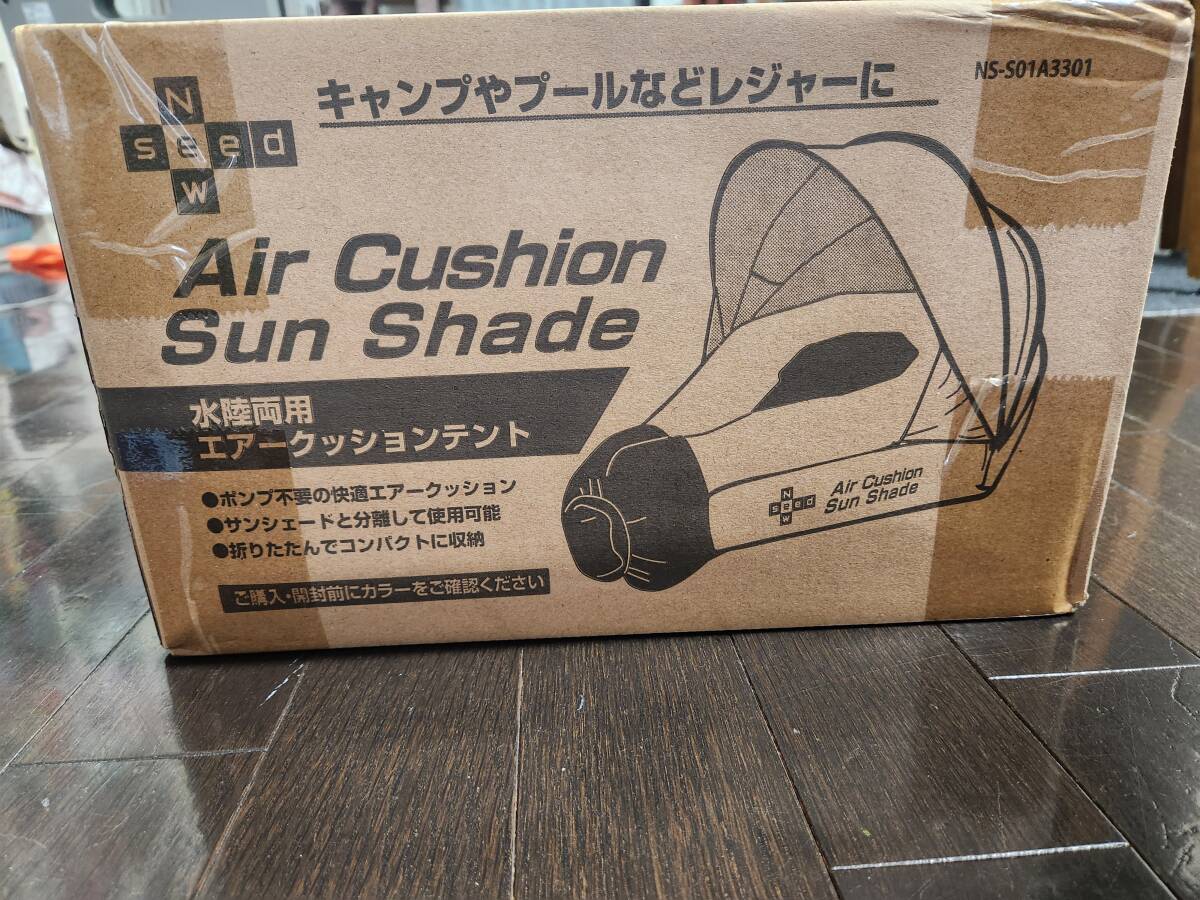 NS-S01A3301
キャンプやプールなどレジャーに
N
seed
w
Air Cushion
Sun Shade
水陸両用
エアークッションテント
●ポンプ不要の快適エアークッション
●サンシェードと分離して使用可能
●折りたたんでコンパクトに収納
ご購入・開封前にカラーをご確認ください
N
seed
w
Air Cushion
Sun Shade